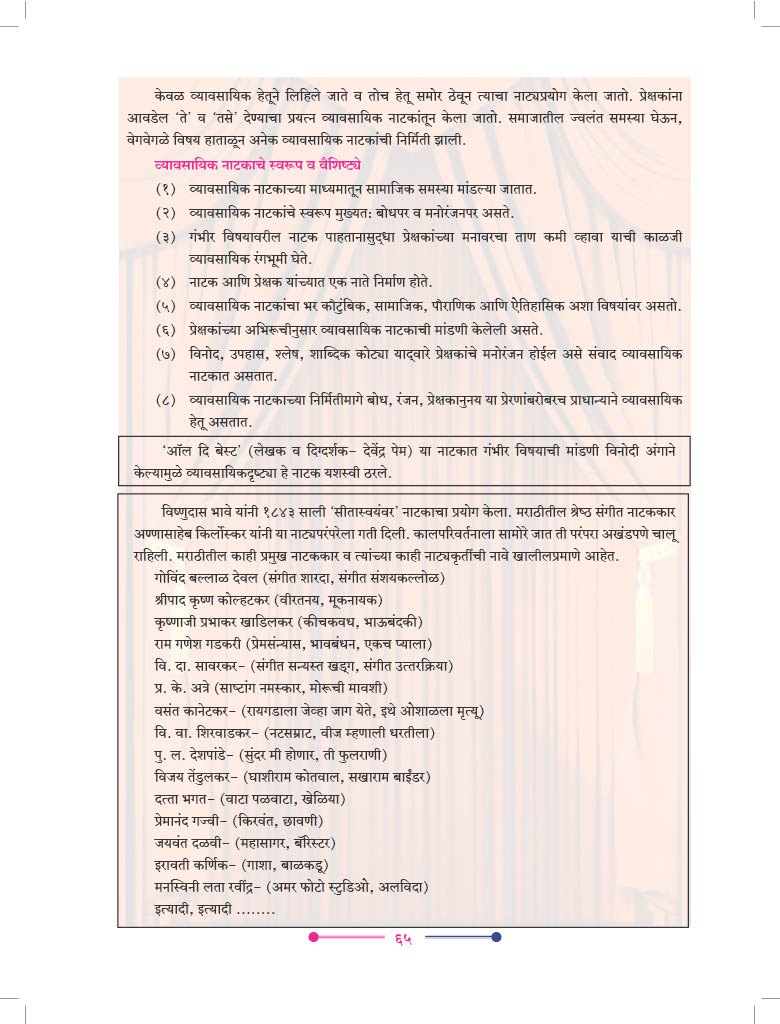 केवळ व्यावसायिक हेतूने लिहिले जाते व तोच हेतू समोर ठेवून त्याचा नाट्यप्रयोग केला जातो. प्रेक्षकांना
आवडेल ‘ते’ व ‘तसे’ देण्याचा प्रयत्न व्यावसायिक नाटकांतून केला जातो. समाजातील ज्वलंत समस्या घेऊन,
वेगवेगळे विषय हाताळून अनेक व्यावसायिक नाटकांची निर्मिती झाली.
व्यावसायिक नाटकाचे स्वरूप व वैशिष्ट्ये
(१) व्यावसायिक नाटकाच्या माध्यमातून सामाजिक समस्या मांडल्या जातात.
(२) व्यावसायिक नाटकांचे स्वरूप मुख्यतः बोधपर व मनोरंजनपर असते.
(३) गंभीर विषयावरील नाटक पाहतानासुद्धा प्रेक्षकांच्या मनावरचा ताण कमी व्हावा याची काळजी
व्यावसायिक रंगभूमी घेते.
(४) नाटक आणि प्रेक्षक यांच्यात एक नाते निर्माण होते.
(५) व्यावसायिक नाटकांचा भर कौटुंबिक, सामाजिक, पौराणिक आणि ऐतिहासिक अशा विषयांवर असतो.
(६) प्रेक्षकांच्या अभिरूचीनुसार व्यावसायिक नाटकाची मांडणी केलेली असते.
(७) विनोद, उपहास, श्लेष, शाब्दिक कोट्या याद्वारे प्रेक्षकांचे मनोरंजन होईल असे संवाद व्यावसायिक
नाटकात असतात.
(८) व्यावसायिक नाटकाच्या निर्मितीमागे बोध, रंजन, प्रेक्षकानुनय या प्रेरणांबरोबरच प्राधान्याने व्यावसायिक
हेतू असतात.
‘ऑल दि बेस्ट’ (लेखक व दिग्दर्शक- देवेंद्र पेम) या नाटकात गंभीर विषयाची मांडणी विनोदी अंगाने
केल्यामुळे व्यावसायिकदृष्ट्या हे नाटक यशस्वी ठरले.
विष्णुदास भावे यांनी १८४३ साली ‘सीतास्वयंवर’ नाटकाचा प्रयोग केला. मराठीतील श्रेष्ठ संगीत नाटककार
अण्णासाहेब किर्लोस्कर यांनी या नाट्यपरंपरेला गती दिली. कालपरिवर्तनाला सामोरे जात ती परंपरा अखंडपणे चालू
राहिली. मराठीतील काही प्रमुख नाटककार व त्यांच्या काही नाट्यकृतींची नावे खालीलप्रमाणे आहेत.
गोविंद बल्लाळ देवल (संगीत शारदा, संगीत संशयकल्लोळ)
श्रीपाद कृष्ण कोल्हटकर (वीरतनय, मूकनायक)
कृष्णाजी प्रभाकर खाडिलकर (कीचकवध, भाऊबंदकी)
राम गणेश गडकरी (प्रेमसंन्यास, भावबंधन, एकच प्याला)
वि. दा. सावरकर- (संगीत सन्यस्त खड्ग, संगीत उत्तरक्रिया)
प्र. के. अत्रे (साष्टांग नमस्कार, मोरूची मावशी)
वसंत कानेटकर- (रायगडाला जेव्हा जाग येते, इथे ओशाळला मृत्यू)
वि. वा. शिरवाडकर- (नटसम्राट, वीज म्हणाली धरतीला)
पु. ल. देशपांडे- (सुंदर मी होणार, ती फुलराणी)
विजय तेंडुलकर- (घाशीराम कोतवाल, सखाराम बाईंडर)
दत्ता भगत- (वाटा पळवाटा, खेळिया)
प्रेमानंद गज्वी- (किरवंत, छावणी)
जयवंत दळवी- (महासागर, बॅरिस्टर)
इरावती कर्णिक- (गाशा, बाळकडू)
मनस्विनी लता रवींद्र- (अमर फोटो स्टुडिओ, अलविदा)
इत्यादी, इत्यादी ........
६५